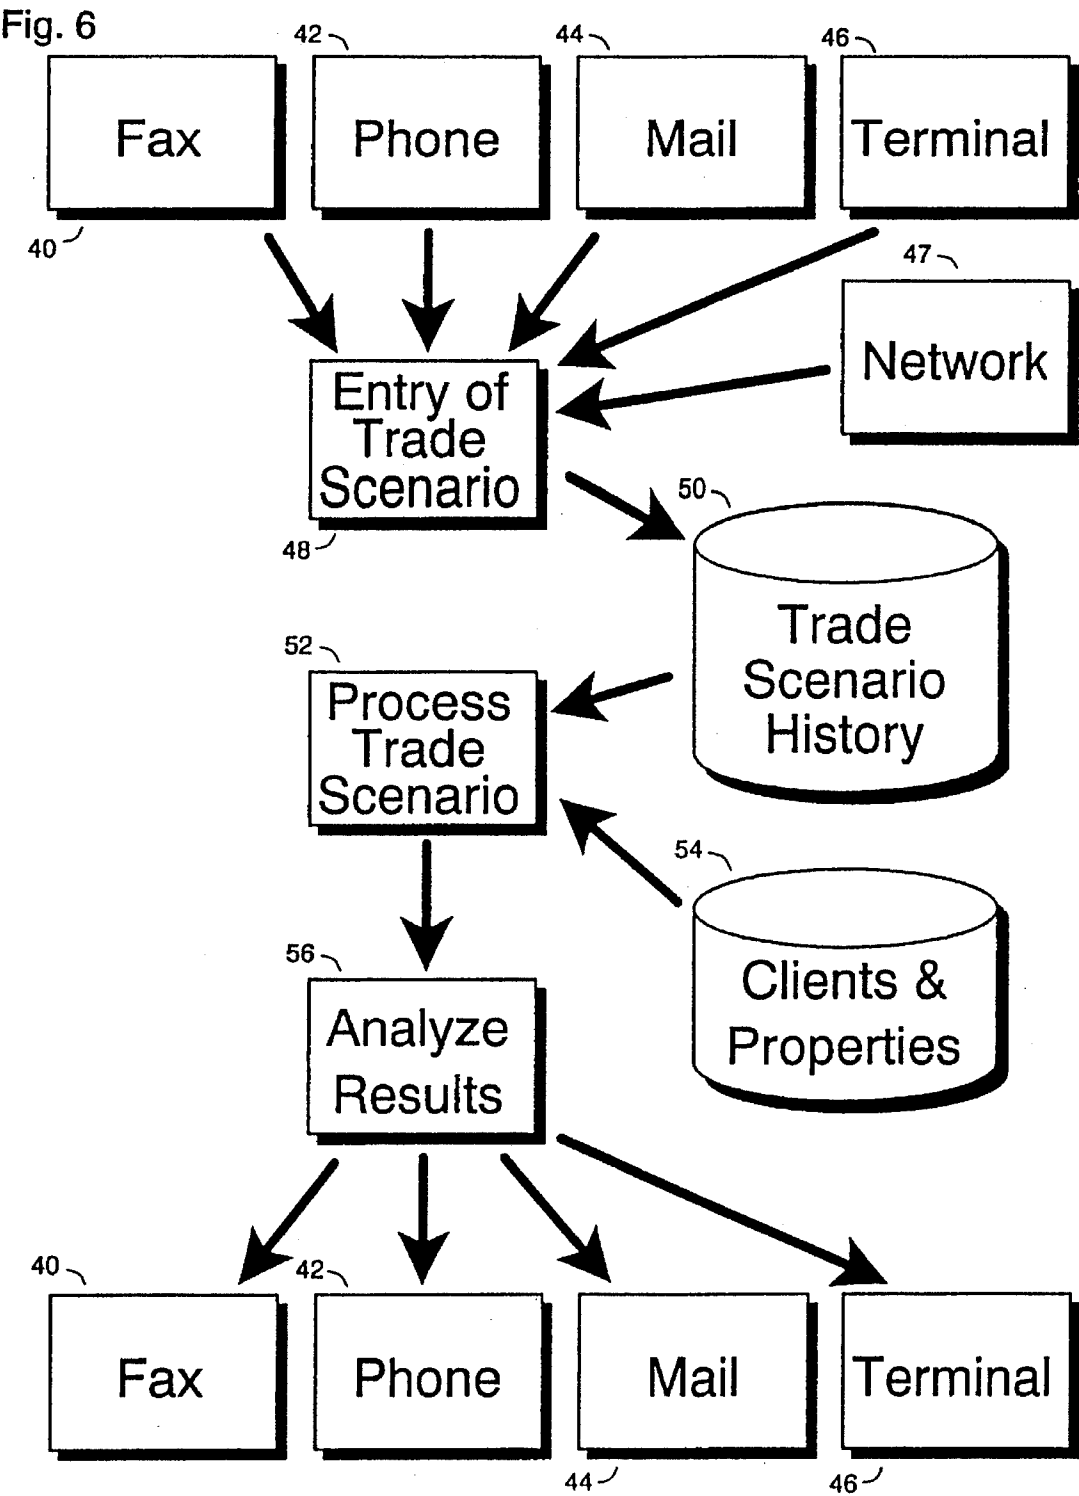 Fig. 6
42
44
46
Fax
Phone
Mail
Terminal
40
47
Network
Entry of
Trade
Scenario
48
50
Trade
Scenario
History
52
Process
Trade
Scenario
54
Clients &
Properties
56
Analyze
Results
40
42
Fax
Phone
Mail
Terminal
44
46